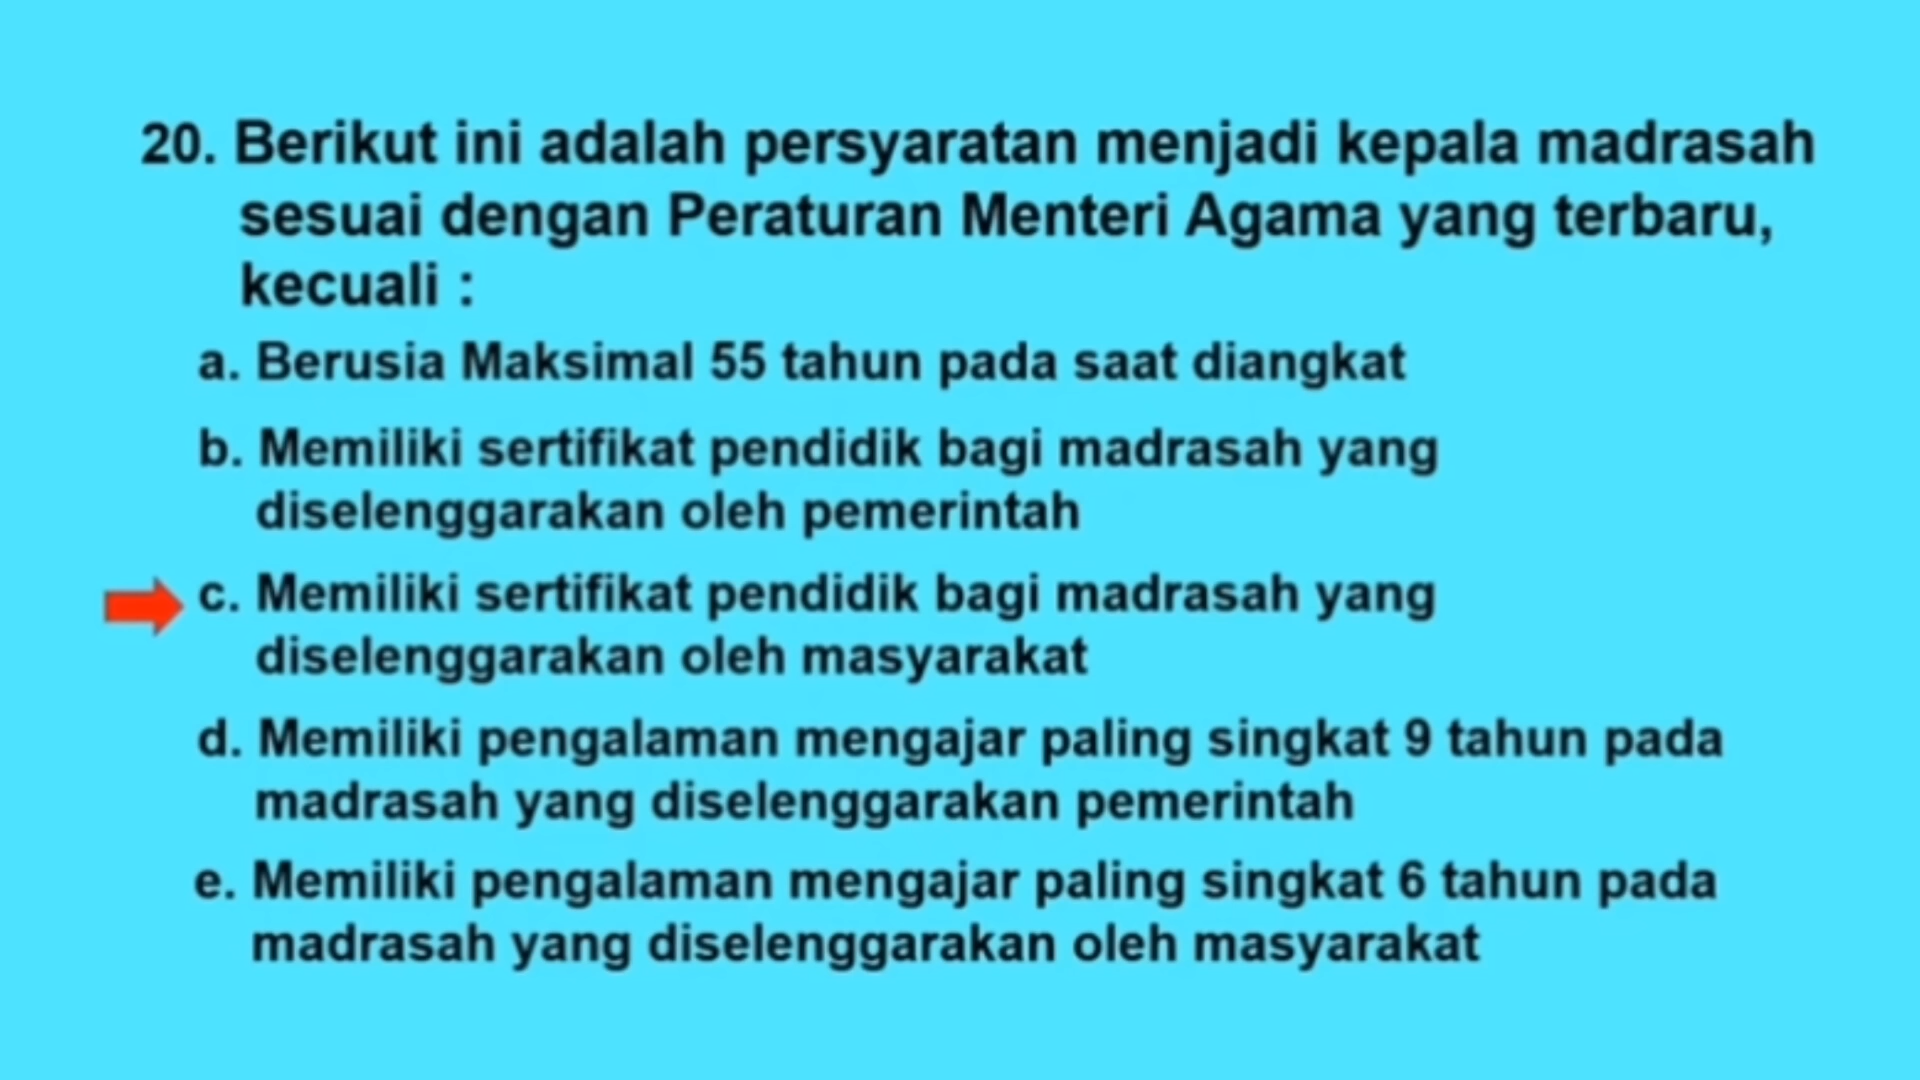 20. Berikut ini adalah persyaratan menjadi kepala madrasah
sesuai dengan Peraturan Menteri Agama yang terbaru,
kecuali :
a. Berusia Maksimal 55 tahun pada saat diangkat
b. Memiliki sertifikat pendidik bagi madrasah yang
diselenggarakan oleh pemerintah
c. Memiliki sertifikat pendidik bagi madrasah yang
diselenggarakan oleh masyarakat
d. Memiliki pengalaman mengajar paling singkat 9 tahun pada
madrasah yang diselenggarakan pemerintah
e. Memiliki pengalaman mengajar paling singkat 6 tahun pada
madrasah yang diselenggarakan oleh masyarakat